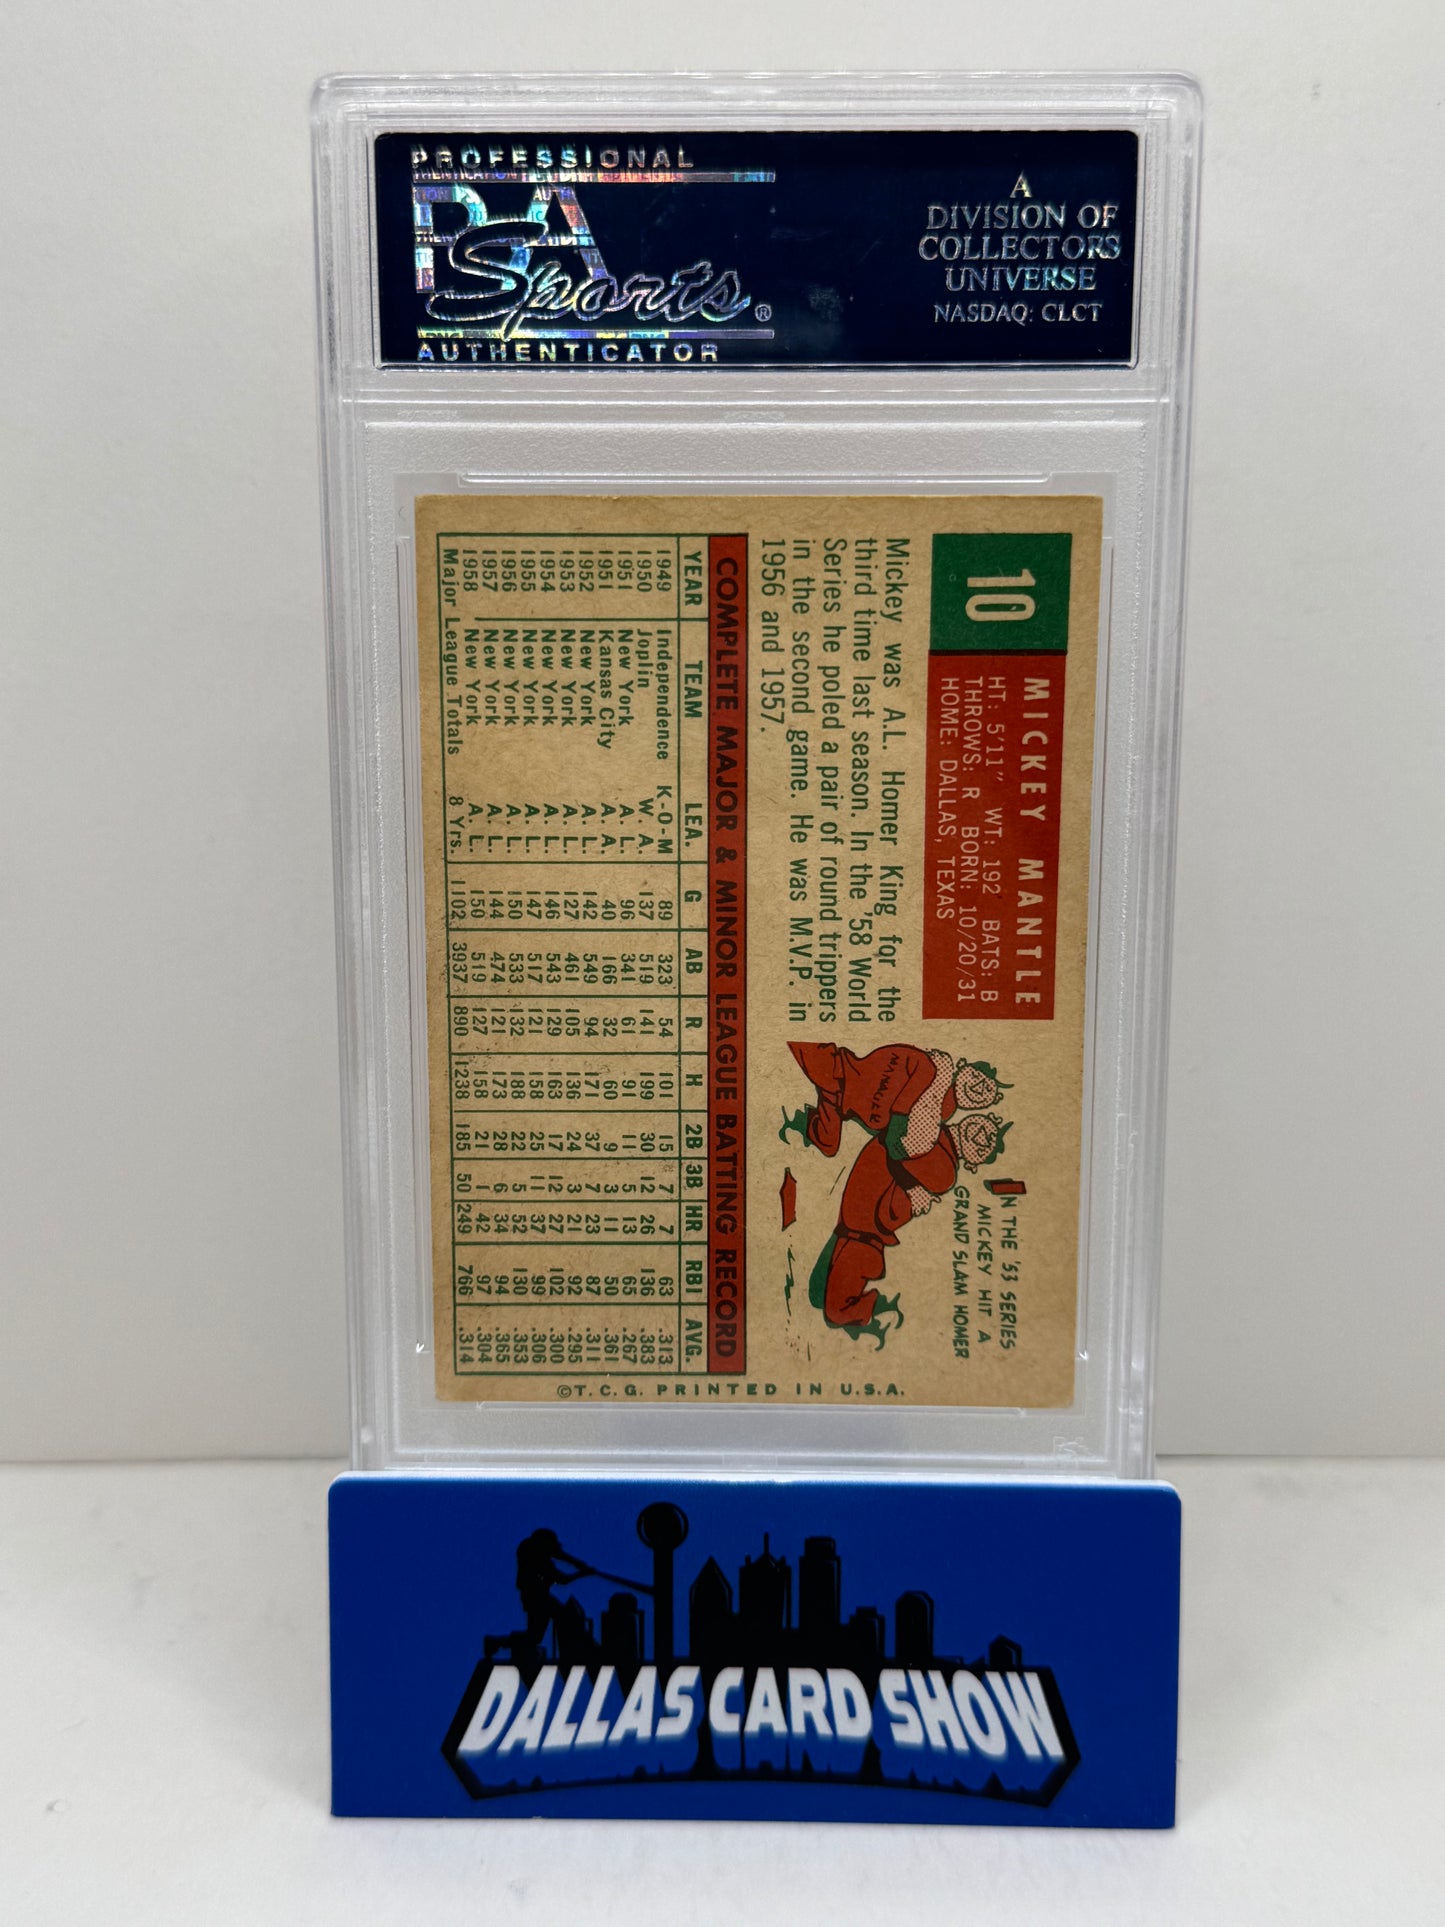 PROFESSIONAL
PSA
Sports®
AUTHENTICATOR
A
DIVISION OF
COLLECTORS
UNIVERSE
NASDAQ: CLCT
10
MICKEY MANTLE
HT: 5'11" WT: 192 BATS: B
THROWS: R BORN: 10/20/31
HOME: DALLAS, TEXAS
Mickey was A.L. Homer King for the
third time last season. In the '58 World
Series he poled a pair of round trippers
in the second game. He was M.V.P. in
1956 and 1957.
MANAGER
IN THE '53 SERIES
MICKEY HIT A
GRAND SLAM HOMER
COMPLETE MAJOR & MINOR LEAGUE BATTING RECORD
YEAR TEAM LEA. G AB R H 2B 3B HR RBI AVG.
1949 Independence K-O-M 89 323 54 101 15 7 7 63 .313
1950 Joplin W. A. 137 519 141 199 30 12 26 136 .383
1951 New York A. L. 96 341 61 91 11 5 13 65 .267
1951 Kansas City A. A. 40 166 32 60 9 3 11 50 .361
1952 New York A. L. 142 549 94 171 37 7 23 87 .311
1953 New York A. L. 127 461 105 136 24 3 21 92 .295
1954 New York A. L. 146 543 129 163 17 12 27 102 .300
1955 New York A. L. 147 517 121 158 25 11 37 99 .306
1956 New York A. L. 150 533 132 188 22 5 52 130 .353
1957 New York A. L. 144 474 121 173 28 6 34 94 .365
1958 New York A. L. 150 519 127 158 21 1 42 97 .304
Major League Totals 8 Yrs. 1102 3937 890 1238 185 50 249 766 .314
©T. C. G. PRINTED IN U.S.A.
DALLAS CARD SHOW